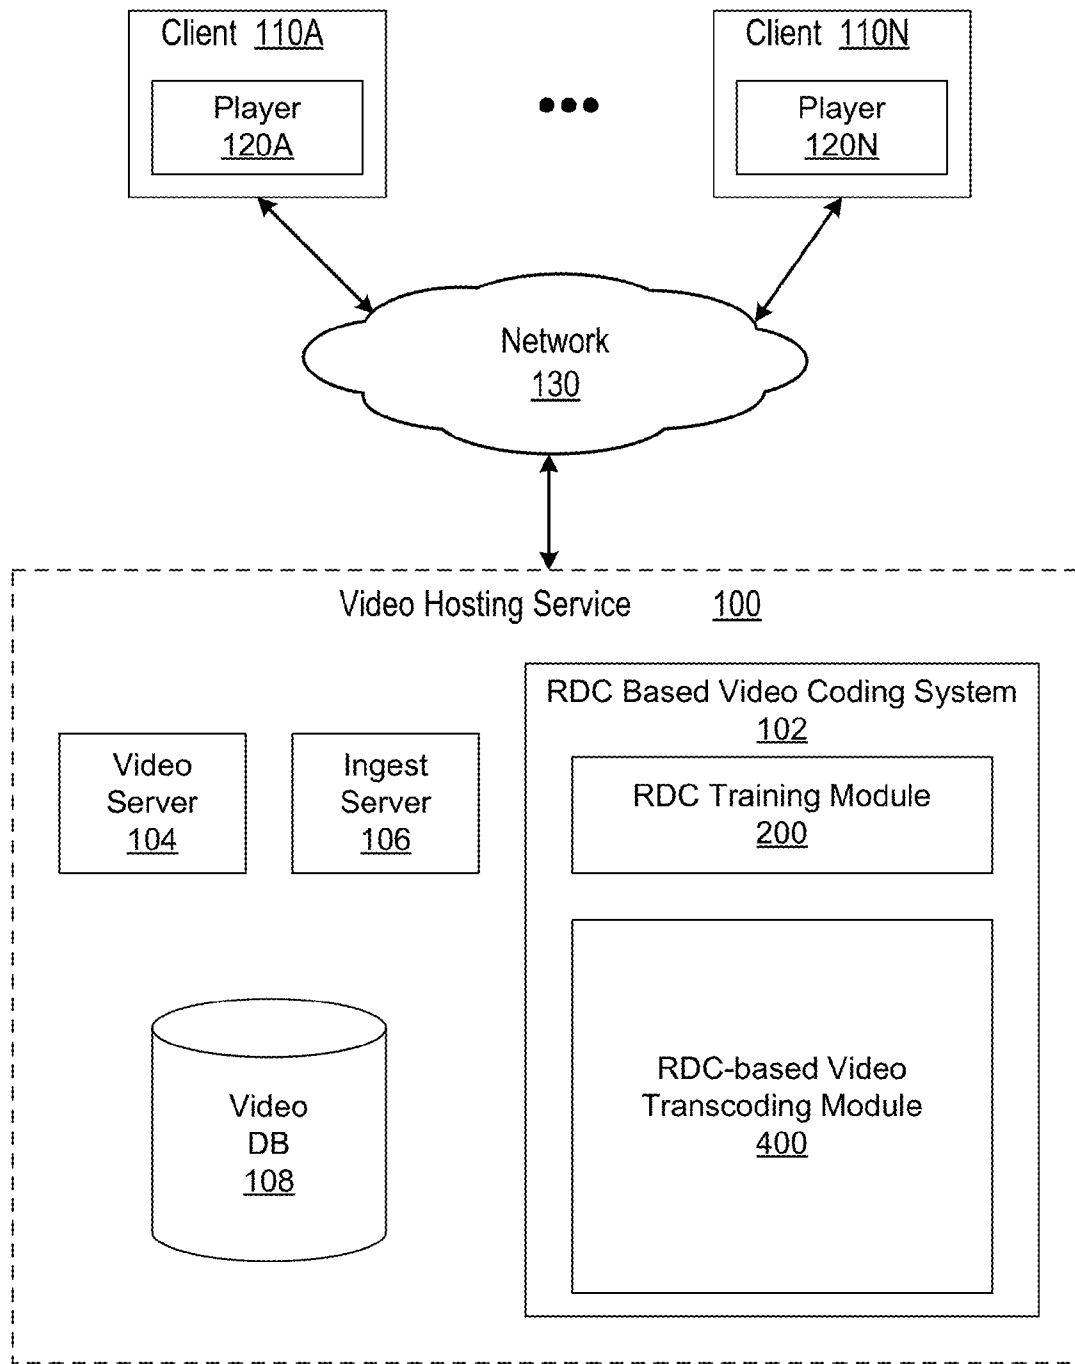 Client 110A
Player
120A
Client 110N
Player
120N
Network
130
Video Hosting Service 100
Video
Server
104
Ingest
Server
106
RDC Based Video Coding System
102
RDC Training Module
200
RDC-based Video
Transcoding Module
400
Video
DB
108